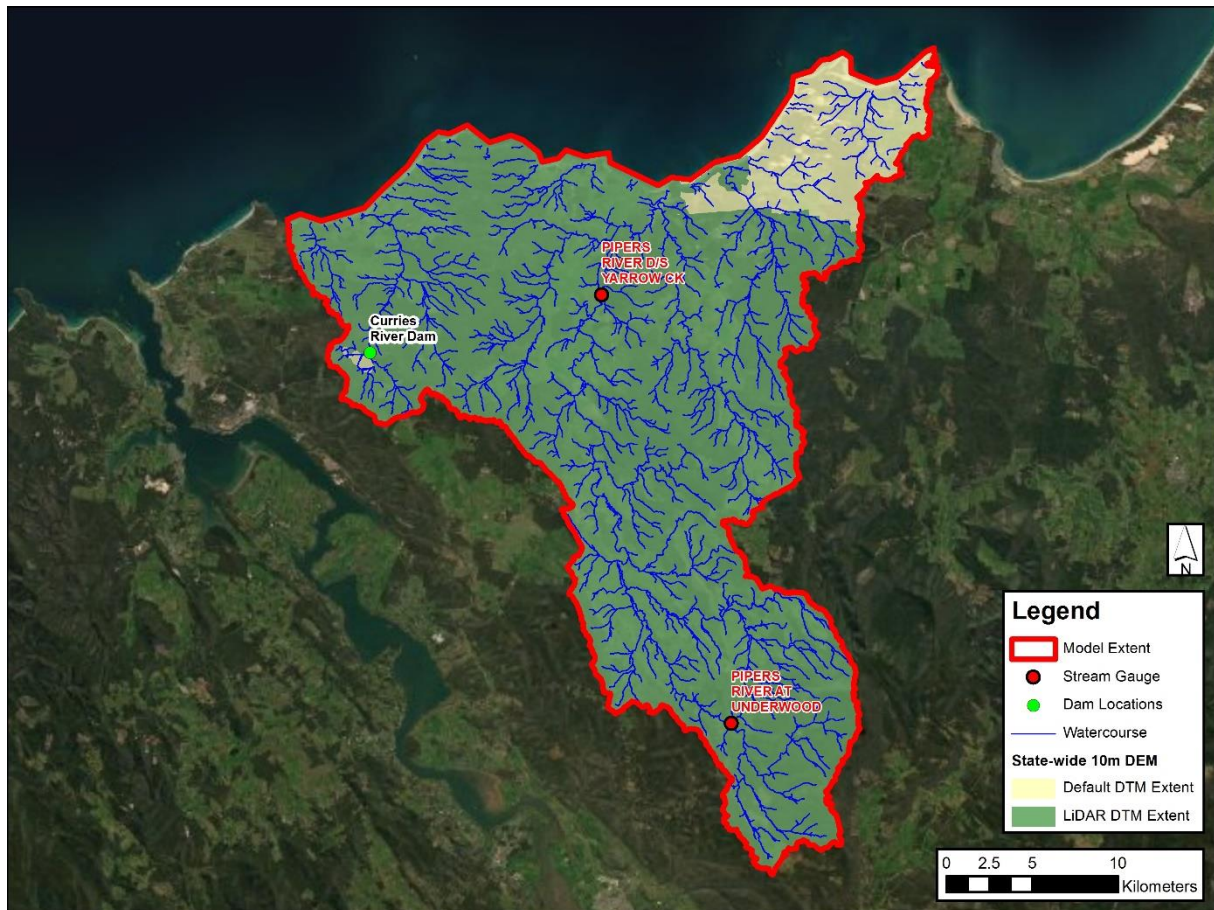 PIPERS
RIVER D/S
YARROW CK
Curries
River Dam
PIPERS
RIVER AT
UNDERWOOD
N
Legend
Model Extent
Stream Gauge
Dam Locations
Watercourse
State-wide 10m DEM
Default DTM Extent
LiDAR DTM Extent
0 2.5 5 10
Kilometers